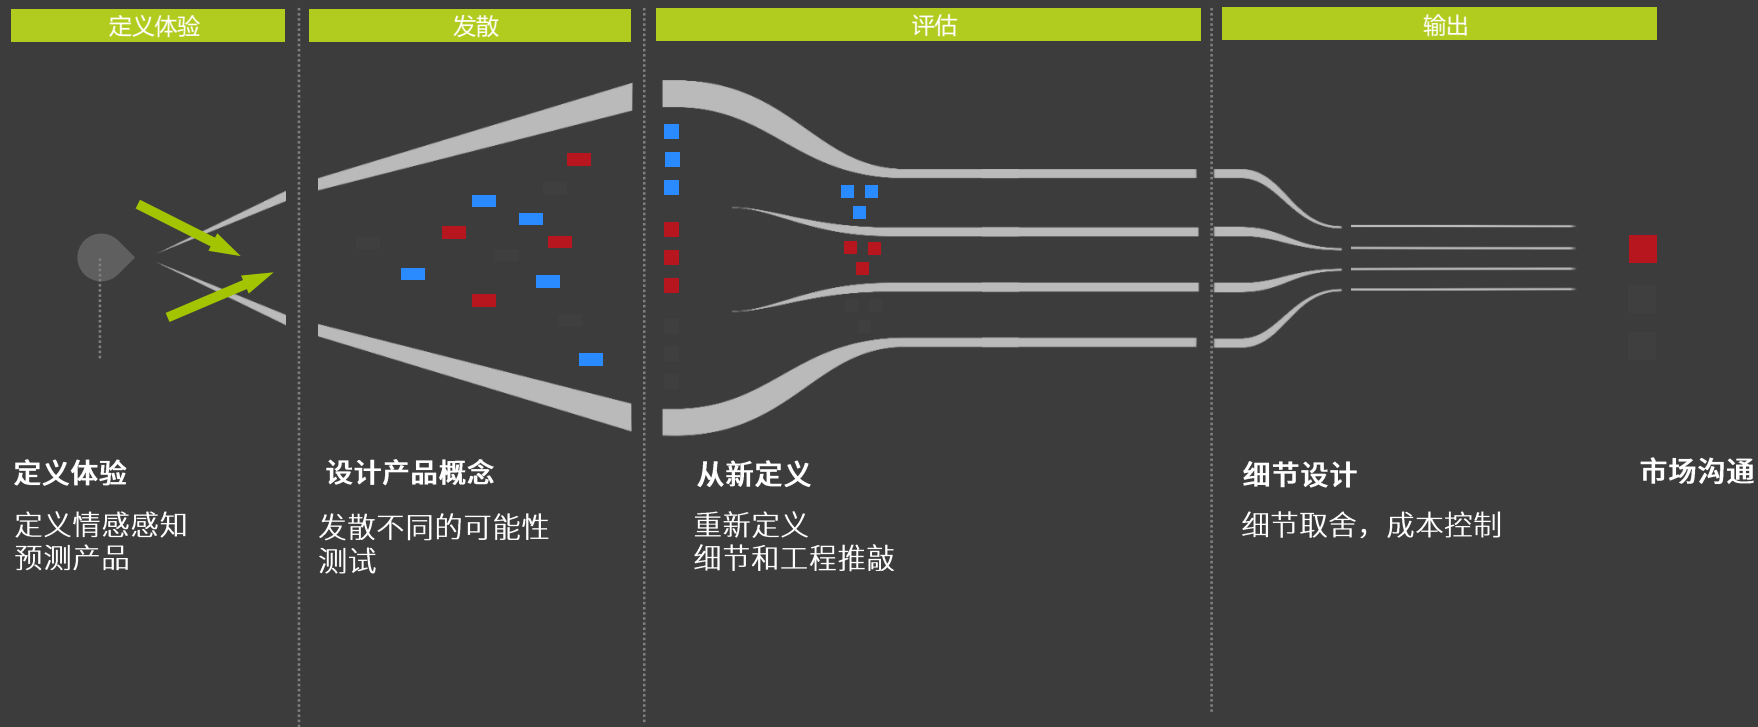 定义体验
发散
评估
输出
定义体验
定义情感感知
预测产品
设计产品概念
发散不同的可能性
测试
从新定义
重新定义
细节和工程推敲
细节设计
细节取舍，成本控制
市场沟通